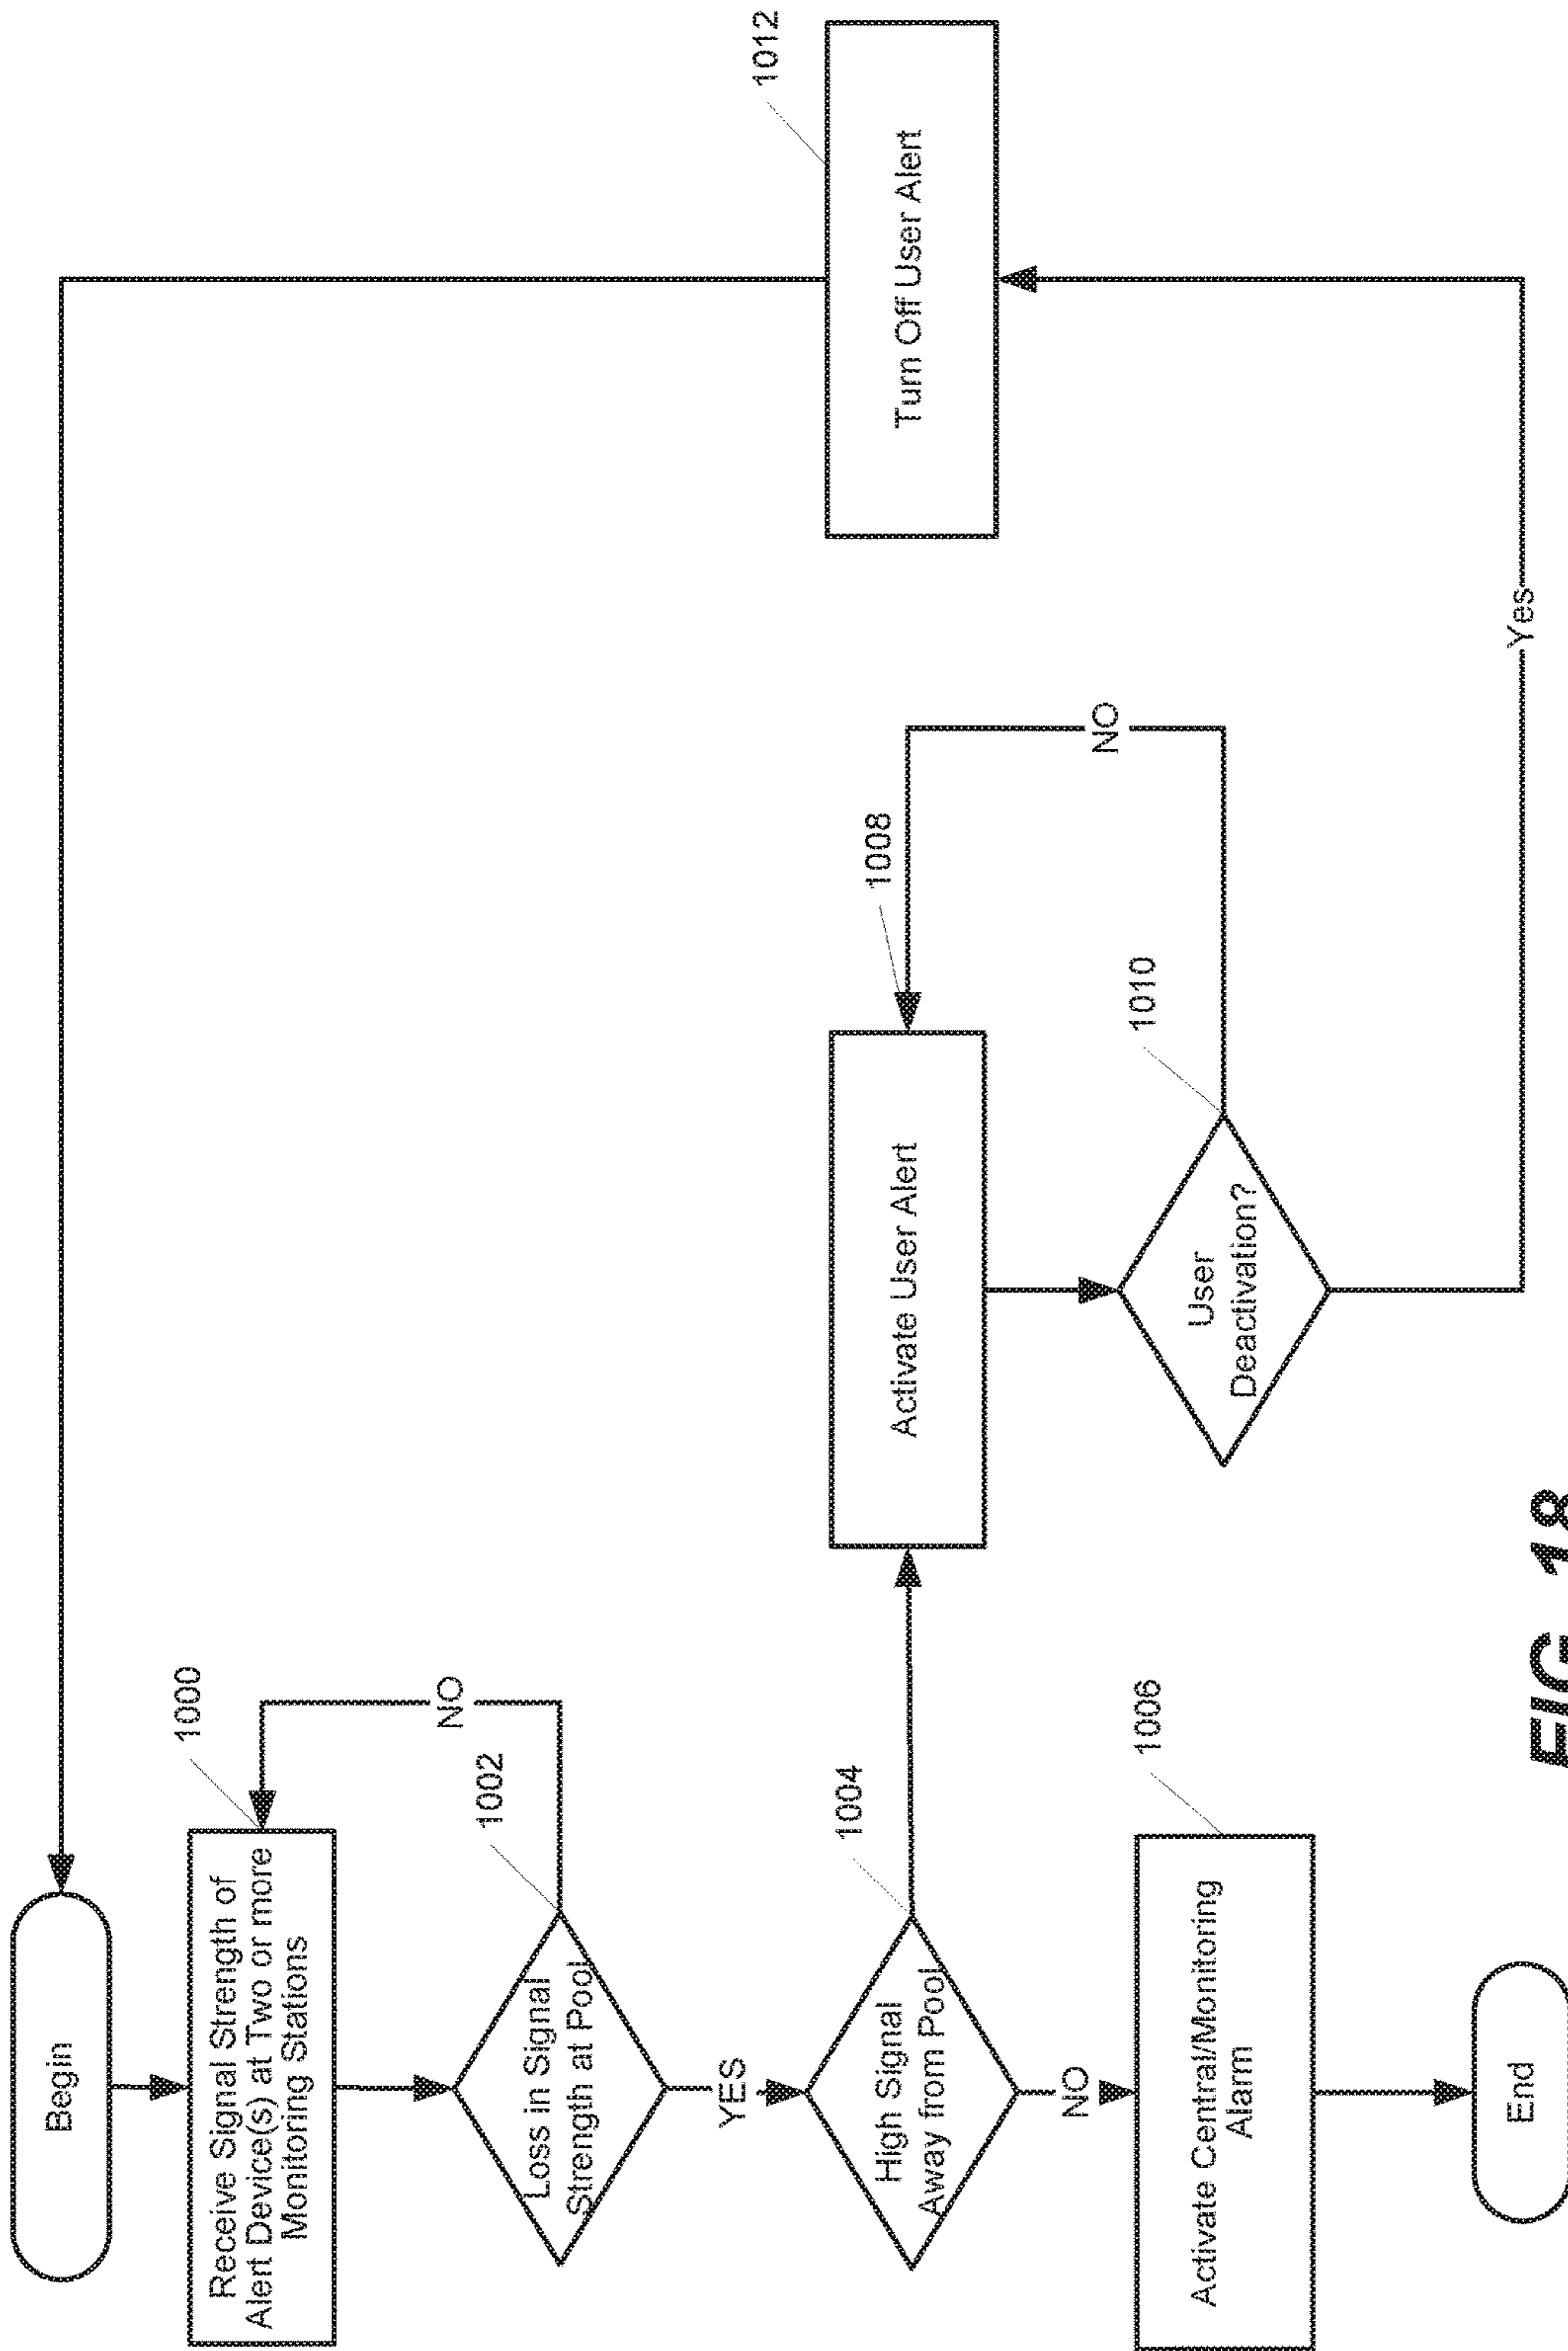 Begin
1000
Receive Signal Strength of
Alert Device(s) at Two or more
Monitoring Stations
NO
1002
Loss in Signal
Strength at Pool
YES
1004
High Signal
Away from Pool
NO
1006
Activate Central/Monitoring
Alarm
End
1008
Activate User Alert
NO
1010
User
Deactivation?
Yes
1012
Turn Off User Alert
FIG. 18